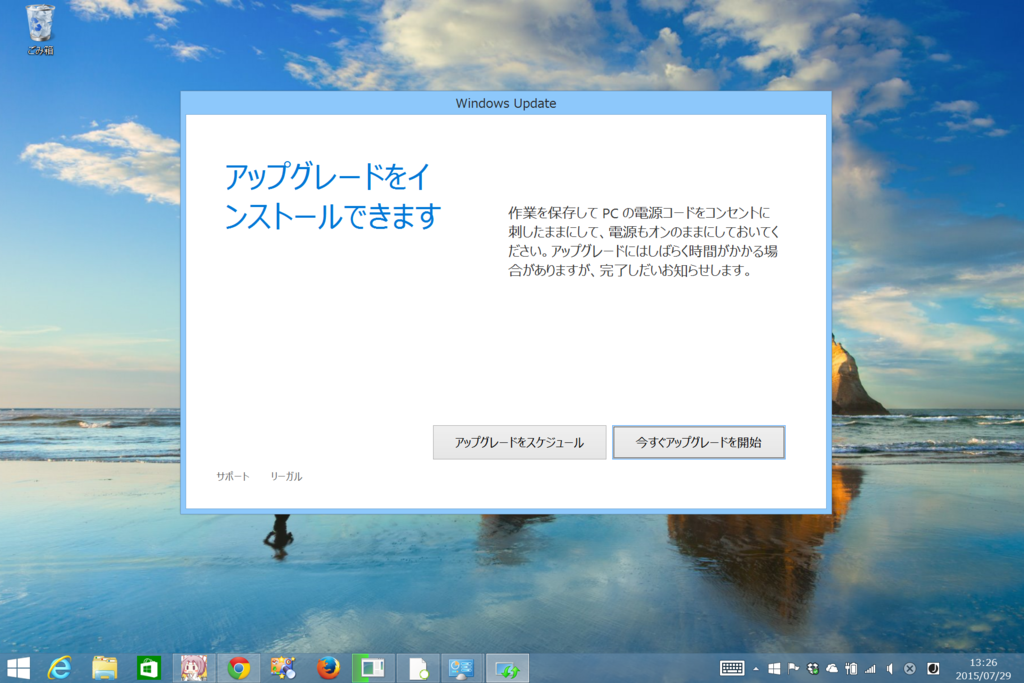 ごみ箱
Windows Update
アップグレードをイ
ンストールできます
作業を保存して PC の電源コードをコンセントに
刺したままにして、電源もオンのままにしておいてく
ださい。アップグレードにはしばらく時間がかかる場
合がありますが、完了しだいお知らせします。
アップグレードをスケジュール
今すぐアップグレードを開始
サポート
リーガル
13:26
2015/07/29